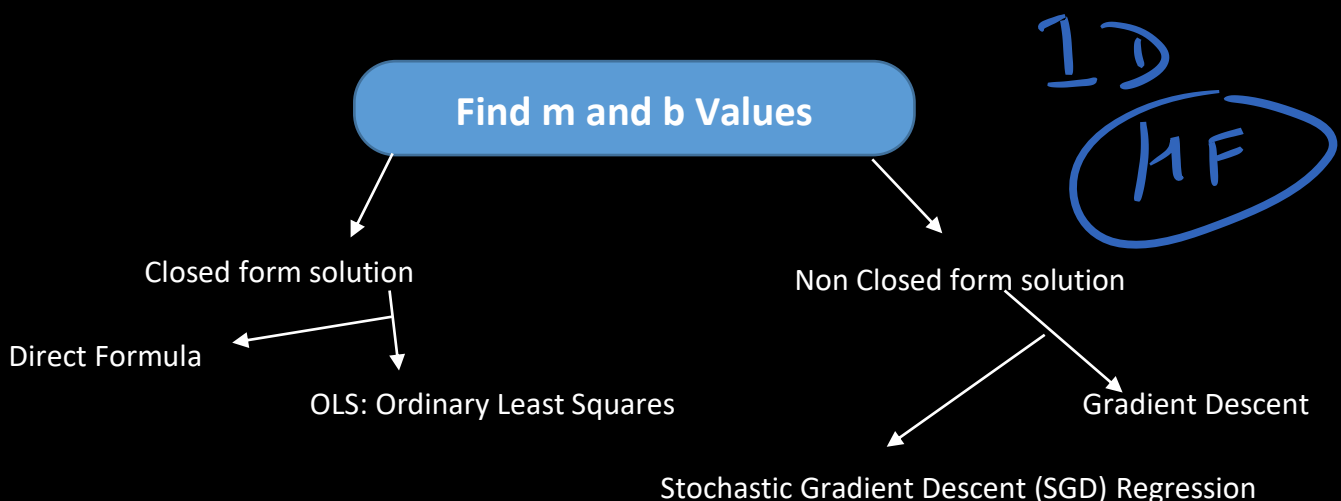 1D
Find m and b Values
HF
Closed form solution
Non Closed form solution
Direct Formula
OLS: Ordinary Least Squares
Gradient Descent
Stochastic Gradient Descent (SGD) Regression